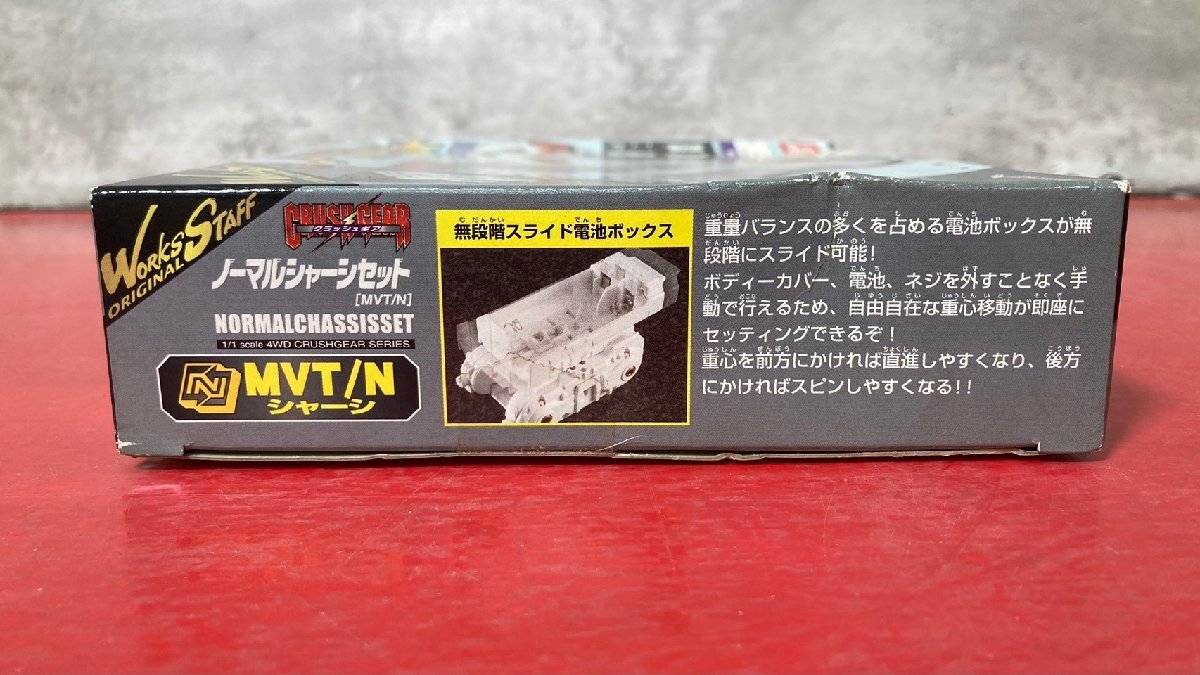 WORKS STAFF
ORIGINAL
CRUSHGEAR
クラッシュギア
ノーマルシャーシセット
[MVT/N]
NORMALCHASSISSET
1/1 scale 4WD CRUSHGEAR SERIES
N
MVT/N
シャーシ
無段階スライド電池ボックス
重量バランスの多くを占める電池ボックスが無
段階にスライド可能!
ボディーカバー、電池、ネジを外すことなく手
動で行えるため、自由自在な重心移動が即座に
セッティングできるぞ!
重心を前方にかければ直進しやすくなり、後方
にかければスピンしやすくなる!!